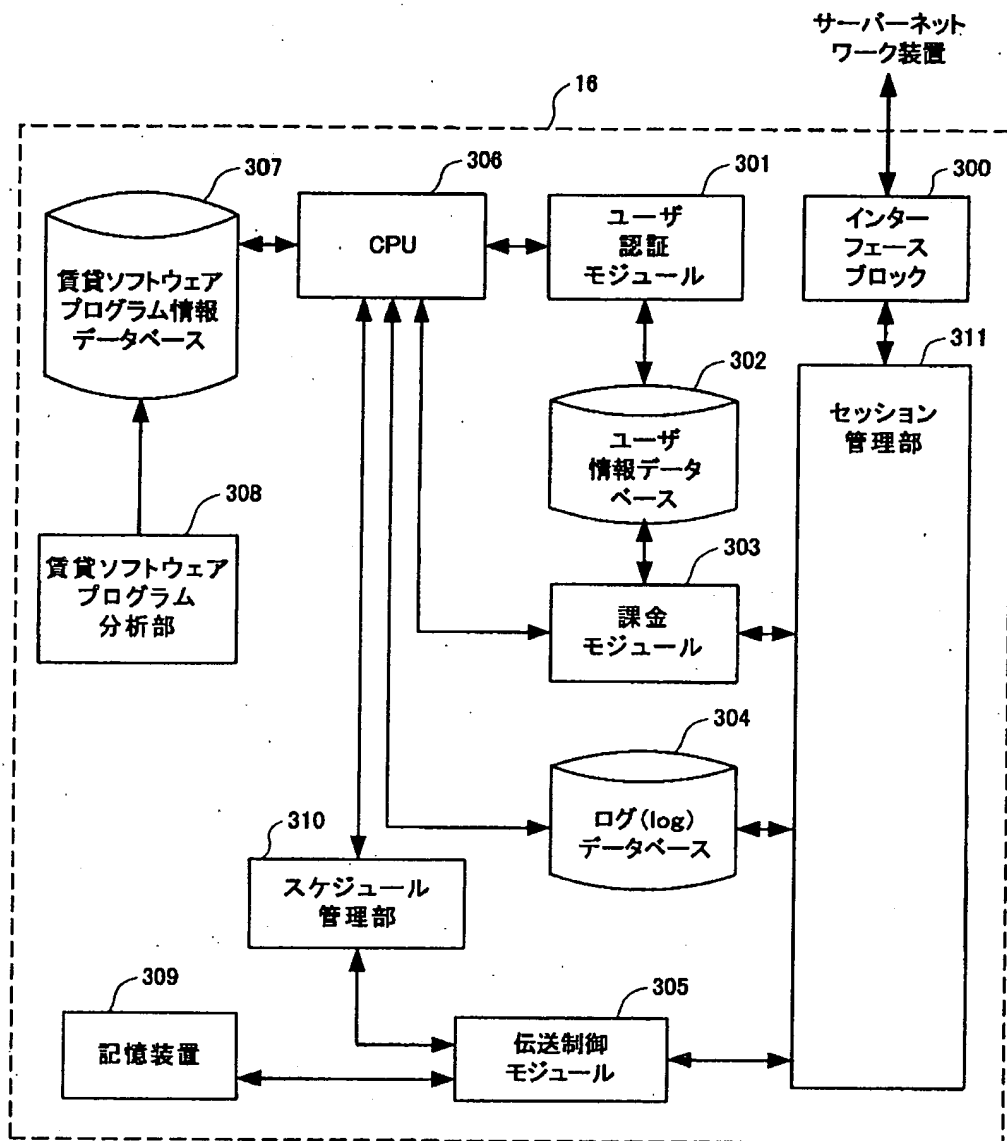 サーバーネット
ワーク装置
16
307
306
301
300
賃貸ソフトウェア
プログラム情報
データベース
CPU
ユーザ
認証
モジュール
インター
フェース
ブロック
311
セッション
管理部
302
ユーザ
情報データ
ベース
308
賃貸ソフトウェア
プログラム
分析部
303
課金
モジュール
304
ログ(log)
データベース
310
スケジュール
管理部
309
記憶装置
305
伝送制御
モジュール